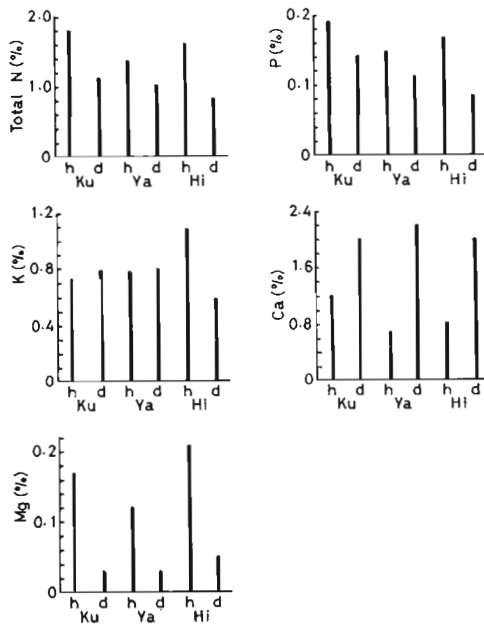 Total N (%)
2.0
1.0
0
h d h d h d
Ku Ya Hi
P (%)
0.2
0.1
0
h d h d h d
Ku Ya Hi
K (%)
1.2
0.8
0.4
0
h d h d h d
Ku Ya Hi
Ca (%)
2.4
1.6
0.8
0
h d h d h d
Ku Ya Hi
Mg (%)
0.2
0.1
0
h d h d h d
Ku Ya Hi